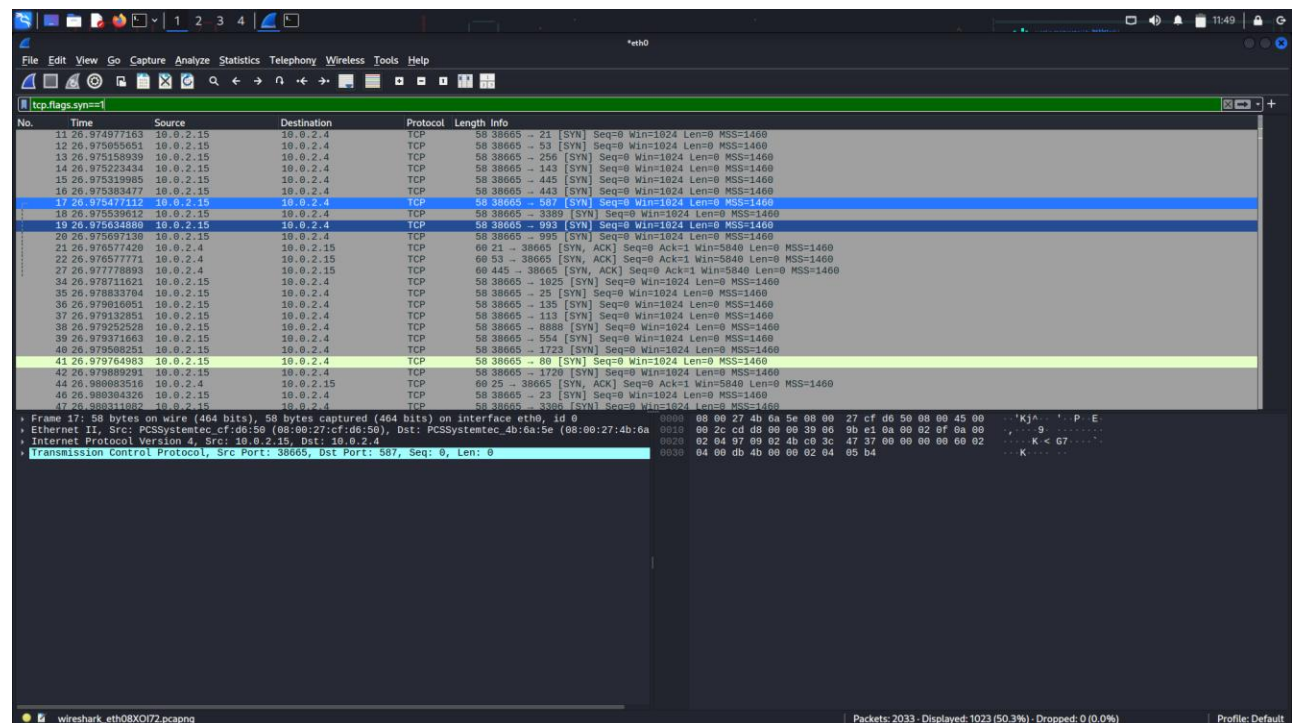 1 2 3 4
11:49
*eth0
File Edit View Go Capture Analyze Statistics Telephony Wireless Tools Help
tcp.flags.syn==1
No. Time Source Destination Protocol Length Info
11 26.974977163 10.0.2.15 10.0.2.4 TCP 58 38665 → 21 [SYN] Seq=0 Win=1024 Len=0 MSS=1460
12 26.975055651 10.0.2.15 10.0.2.4 TCP 58 38665 → 53 [SYN] Seq=0 Win=1024 Len=0 MSS=1460
13 26.975158939 10.0.2.15 10.0.2.4 TCP 58 38665 → 256 [SYN] Seq=0 Win=1024 Len=0 MSS=1460
14 26.975223434 10.0.2.15 10.0.2.4 TCP 58 38665 → 143 [SYN] Seq=0 Win=1024 Len=0 MSS=1460
15 26.975319985 10.0.2.15 10.0.2.4 TCP 58 38665 → 445 [SYN] Seq=0 Win=1024 Len=0 MSS=1460
16 26.975383477 10.0.2.15 10.0.2.4 TCP 58 38665 → 443 [SYN] Seq=0 Win=1024 Len=0 MSS=1460
17 26.975477112 10.0.2.15 10.0.2.4 TCP 58 38665 → 587 [SYN] Seq=0 Win=1024 Len=0 MSS=1460
18 26.975539612 10.0.2.15 10.0.2.4 TCP 58 38665 → 3389 [SYN] Seq=0 Win=1024 Len=0 MSS=1460
19 26.975634880 10.0.2.15 10.0.2.4 TCP 58 38665 → 993 [SYN] Seq=0 Win=1024 Len=0 MSS=1460
20 26.975697130 10.0.2.15 10.0.2.4 TCP 58 38665 → 995 [SYN] Seq=0 Win=1024 Len=0 MSS=1460
21 26.976577420 10.0.2.4 10.0.2.15 TCP 60 21 → 38665 [SYN, ACK] Seq=0 Ack=1 Win=5840 Len=0 MSS=1460
22 26.976577771 10.0.2.4 10.0.2.15 TCP 60 53 → 38665 [SYN, ACK] Seq=0 Ack=1 Win=5840 Len=0 MSS=1460
27 26.977778893 10.0.2.4 10.0.2.15 TCP 60 445 → 38665 [SYN, ACK] Seq=0 Ack=1 Win=5840 Len=0 MSS=1460
34 26.978711621 10.0.2.15 10.0.2.4 TCP 58 38665 → 1025 [SYN] Seq=0 Win=1024 Len=0 MSS=1460
35 26.978833704 10.0.2.15 10.0.2.4 TCP 58 38665 → 25 [SYN] Seq=0 Win=1024 Len=0 MSS=1460
36 26.979016051 10.0.2.15 10.0.2.4 TCP 58 38665 → 135 [SYN] Seq=0 Win=1024 Len=0 MSS=1460
37 26.979132851 10.0.2.15 10.0.2.4 TCP 58 38665 → 113 [SYN] Seq=0 Win=1024 Len=0 MSS=1460
38 26.979252528 10.0.2.15 10.0.2.4 TCP 58 38665 → 8888 [SYN] Seq=0 Win=1024 Len=0 MSS=1460
39 26.979371663 10.0.2.15 10.0.2.4 TCP 58 38665 → 554 [SYN] Seq=0 Win=1024 Len=0 MSS=1460
40 26.979508251 10.0.2.15 10.0.2.4 TCP 58 38665 → 1723 [SYN] Seq=0 Win=1024 Len=0 MSS=1460
41 26.979764983 10.0.2.15 10.0.2.4 TCP 58 38665 → 80 [SYN] Seq=0 Win=1024 Len=0 MSS=1460
42 26.979889291 10.0.2.15 10.0.2.4 TCP 58 38665 → 1720 [SYN] Seq=0 Win=1024 Len=0 MSS=1460
44 26.980083516 10.0.2.4 10.0.2.15 TCP 60 25 → 38665 [SYN, ACK] Seq=0 Ack=1 Win=5840 Len=0 MSS=1460
46 26.980304326 10.0.2.15 10.0.2.4 TCP 58 38665 → 23 [SYN] Seq=0 Win=1024 Len=0 MSS=1460
47 26.980311082 10.0.2.15 10.0.2.4 TCP 58 38665 → 3306 [SYN] Seq=0 Win=1024 Len=0 MSS=1460
Frame 17: 58 bytes on wire (464 bits), 58 bytes captured (464 bits) on interface eth0, id 0
Ethernet II, Src: PCSSystemtec_cf:d6:50 (08:00:27:cf:d6:50), Dst: PCSSystemtec_4b:6a:5e (08:00:27:4b:6a
Internet Protocol Version 4, Src: 10.0.2.15, Dst: 10.0.2.4
Transmission Control Protocol, Src Port: 38665, Dst Port: 587, Seq: 0, Len: 0
0000 08 00 27 4b 6a 5e 08 00 27 cf d6 50 08 00 45 00 ··'Kj^·· '··P··E·
0010 00 2c cd d8 00 00 39 06 9b e1 0a 00 02 0f 0a 00 ·,····9· ········
0020 02 04 97 09 02 4b c0 3c 47 37 00 00 00 00 60 02 ·····K·< G7····`·
0030 04 00 db 4b 00 00 02 04 05 b4 ···K···· ··
wireshark_eth08XOI72.pcapng
Packets: 2033 · Displayed: 1023 (50.3%) · Dropped: 0 (0.0%)
Profile: Default